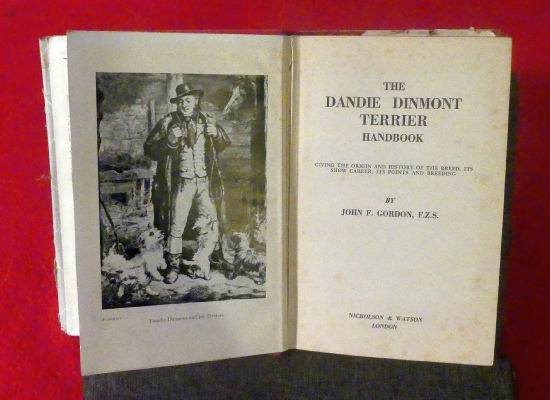 Frontispiece
Dandie Dinmont and his Terriers.
THE
DANDIE DINMONT
TERRIER
HANDBOOK
GIVING THE ORIGIN AND HISTORY OF THE BREED, ITS
SHOW CAREER, ITS POINTS AND BREEDING
BY
JOHN F. GORDON, F.Z.S.
NICHOLSON & WATSON
LONDON